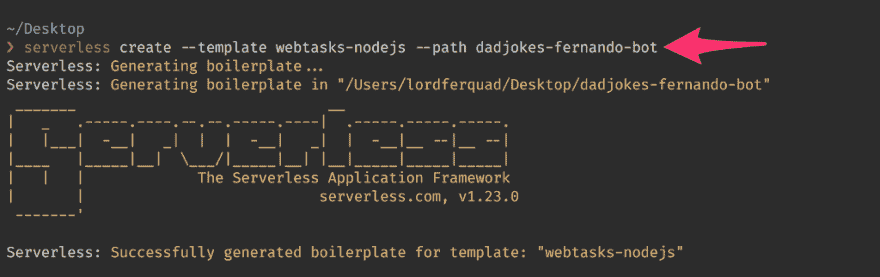 ~/Desktop
❯ serverless create --template webtasks-nodejs --path dadjokes-fernando-bot
Serverless: Generating boilerplate...
Serverless: Generating boilerplate in "/Users/lordferquad/Desktop/dadjokes-fernando-bot"
Serverless
The Serverless Application Framework
serverless.com, v1.23.0
Serverless: Successfully generated boilerplate for template: "webtasks-nodejs"